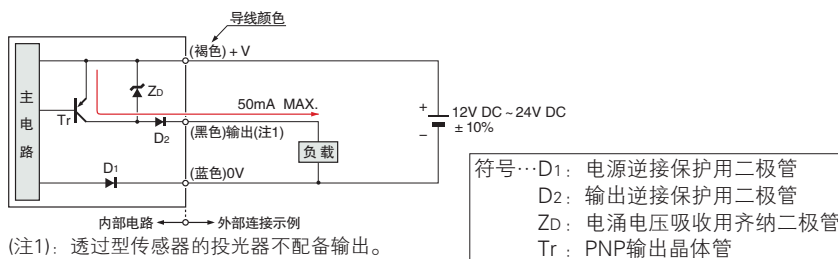 导线颜色
(褐色)+V
主电路
ZD
Tr
50mA MAX.
D2
(黑色)输出(注1)
负载
+
−
12V DC ~ 24V DC
± 10%
D1
(蓝色)0V
内部电路
外部连接示例
(注1)：透过型传感器的投光器不配备输出。
符号…D1：电源逆接保护用二极管
D2：输出逆接保护用二极管
ZD：电涌电压吸收用齐纳二极管
Tr：PNP输出晶体管